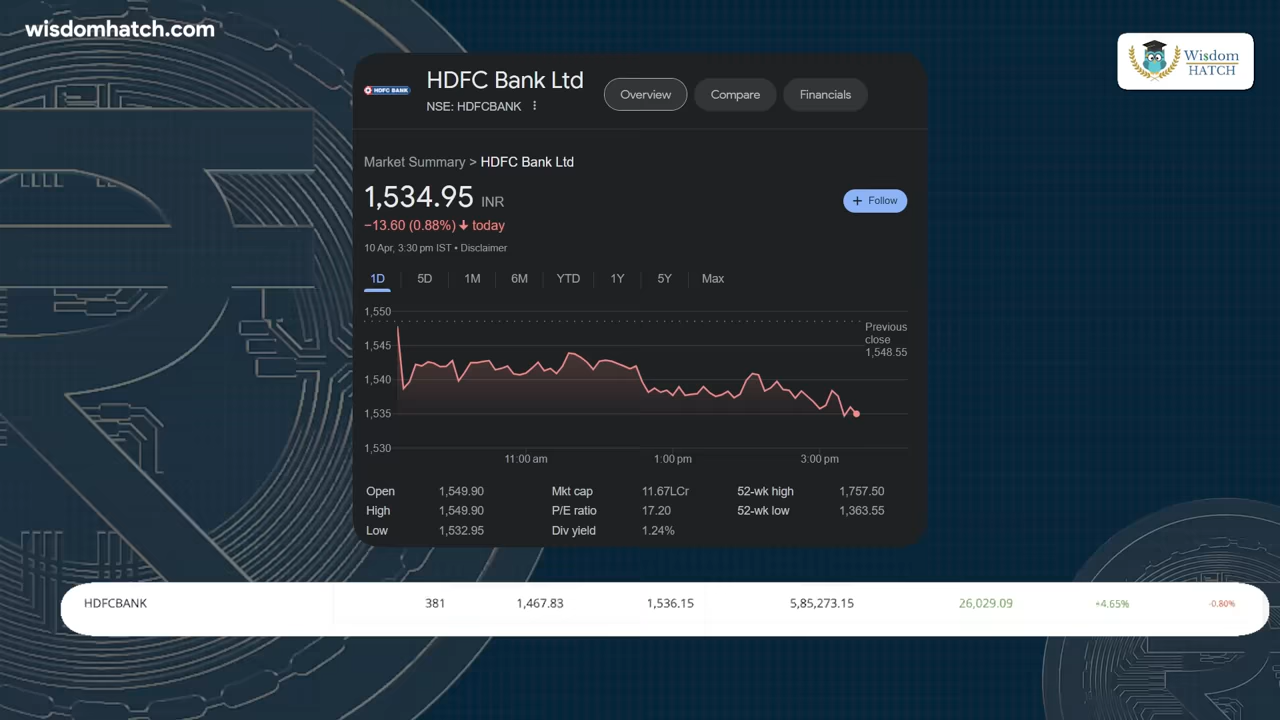 wisdomhatch.com
Wisdom
HATCH
HDFC BANK
HDFC Bank Ltd
NSE: HDFCBANK
Overview
Compare
Financials
Market Summary > HDFC Bank Ltd
1,534.95 INR
+ Follow
−13.60 (0.88%) ↓ today
10 Apr, 3:30 pm IST • Disclaimer
1D 5D 1M 6M YTD 1Y 5Y Max
1,550
1,545
1,540
1,535
1,530
Previous
close
1,548.55
11:00 am 1:00 pm 3:00 pm
Open 1,549.90 Mkt cap 11.67LCr 52-wk high 1,757.50
High 1,549.90 P/E ratio 17.20 52-wk low 1,363.55
Low 1,532.95 Div yield 1.24%
HDFCBANK 381 1,467.83 1,536.15 5,85,273.15 26,029.09 +4.65% -0.80%